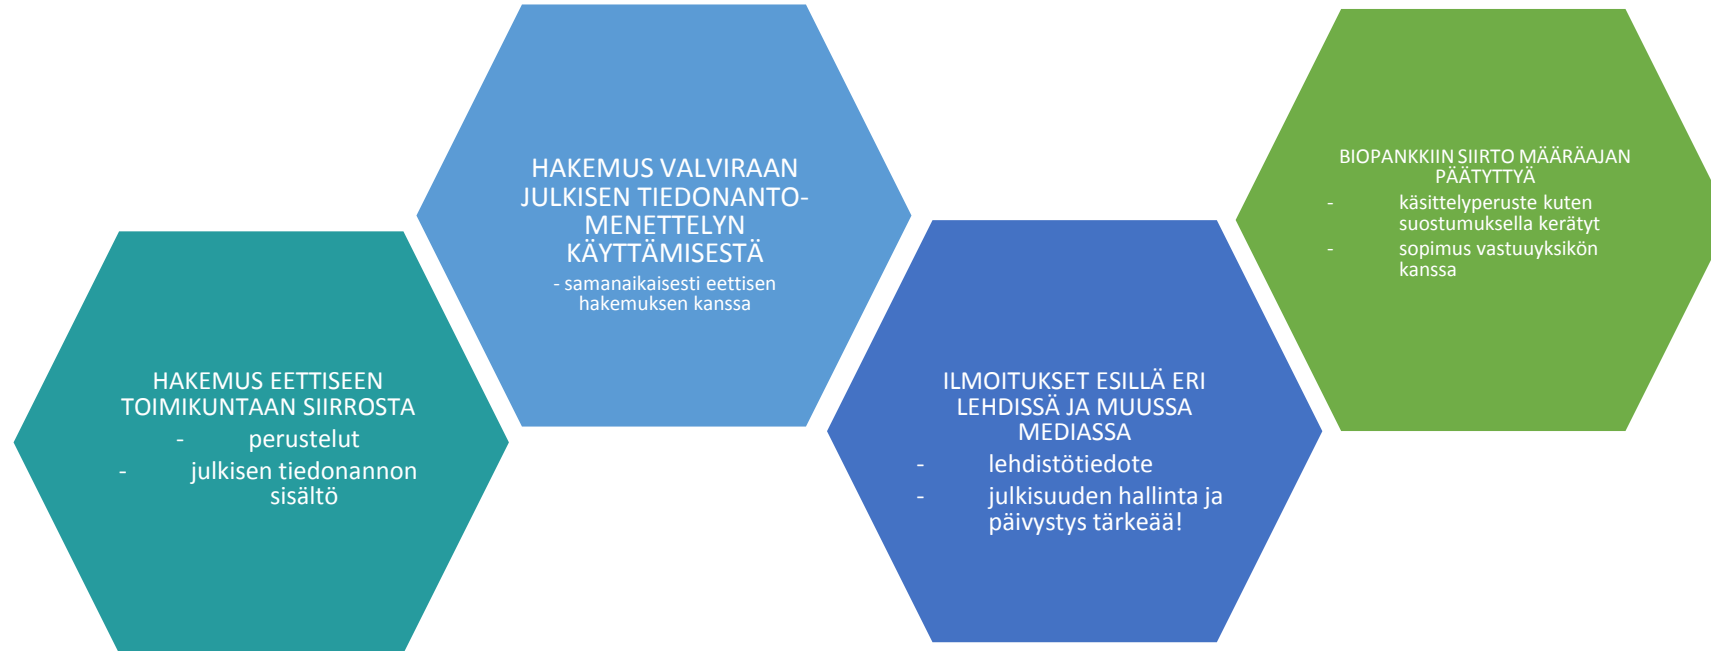 HAKEMUS EETTISEEN
TOIMIKUNTAAN SIIRROSTA
- perustelut
- julkisen tiedonannon
sisältö
HAKEMUS VALVIRAAN
JULKISEN TIEDONANTO-
MENETTELYN
KÄYTTÄMISESTÄ
- samanaikaisesti eettisen
hakemuksen kanssa
ILMOITUKSET ESILLÄ ERI
LEHDISSÄ JA MUUSSA
MEDIASSA
- lehdistötiedote
- julkisuuden hallinta ja
päivystys tärkeää!
BIOPANKKIIN SIIRTO MÄÄRÄAJAN
PÄÄTYTTYÄ
- käsittelyperuste kuten
suostumuksella kerätyt
- sopimus vastuuyksikön
kanssa